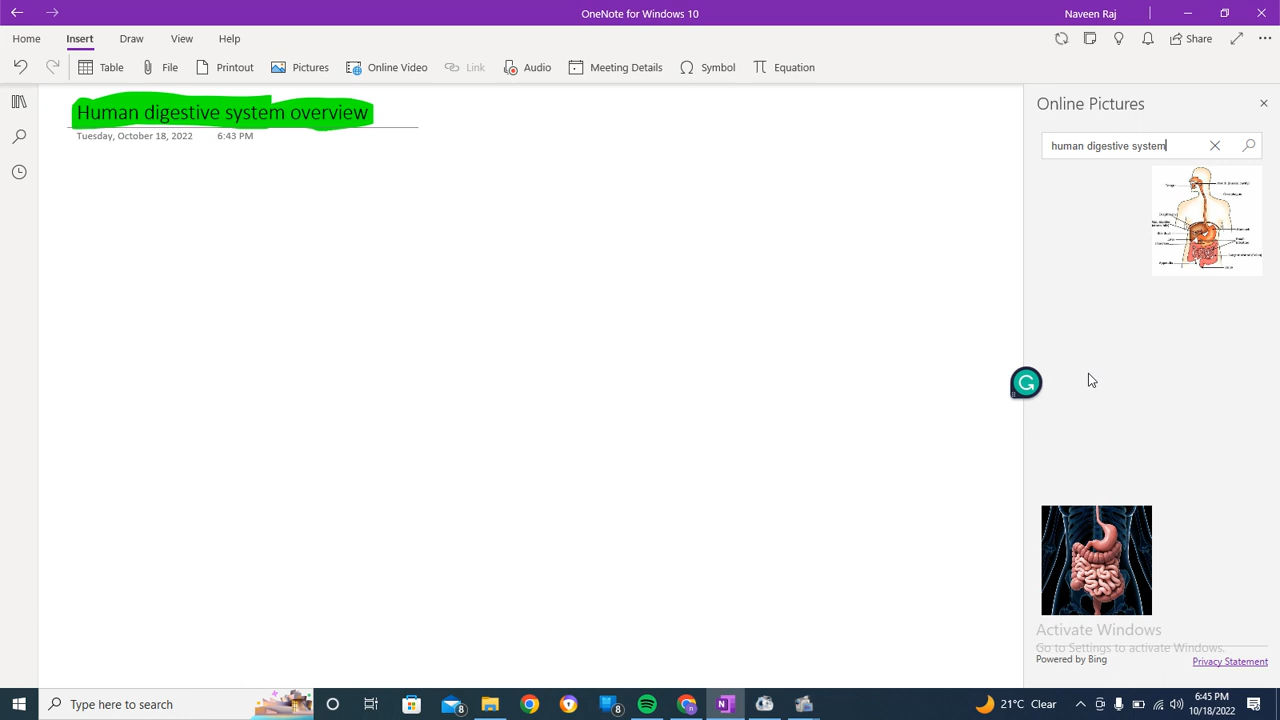 OneNote for Windows 10
Naveen Raj
Home Insert Draw View Help
Share
Table File Printout Pictures Online Video Link Audio Meeting Details Symbol Equation
Human digestive system overview
Tuesday, October 18, 2022 6:43 PM
Online Pictures
human digestive system
Activate Windows
Go to Settings to activate Windows.
Powered by Bing
Privacy Statement
Type here to search
8
8
21°C Clear
6:45 PM
10/18/2022